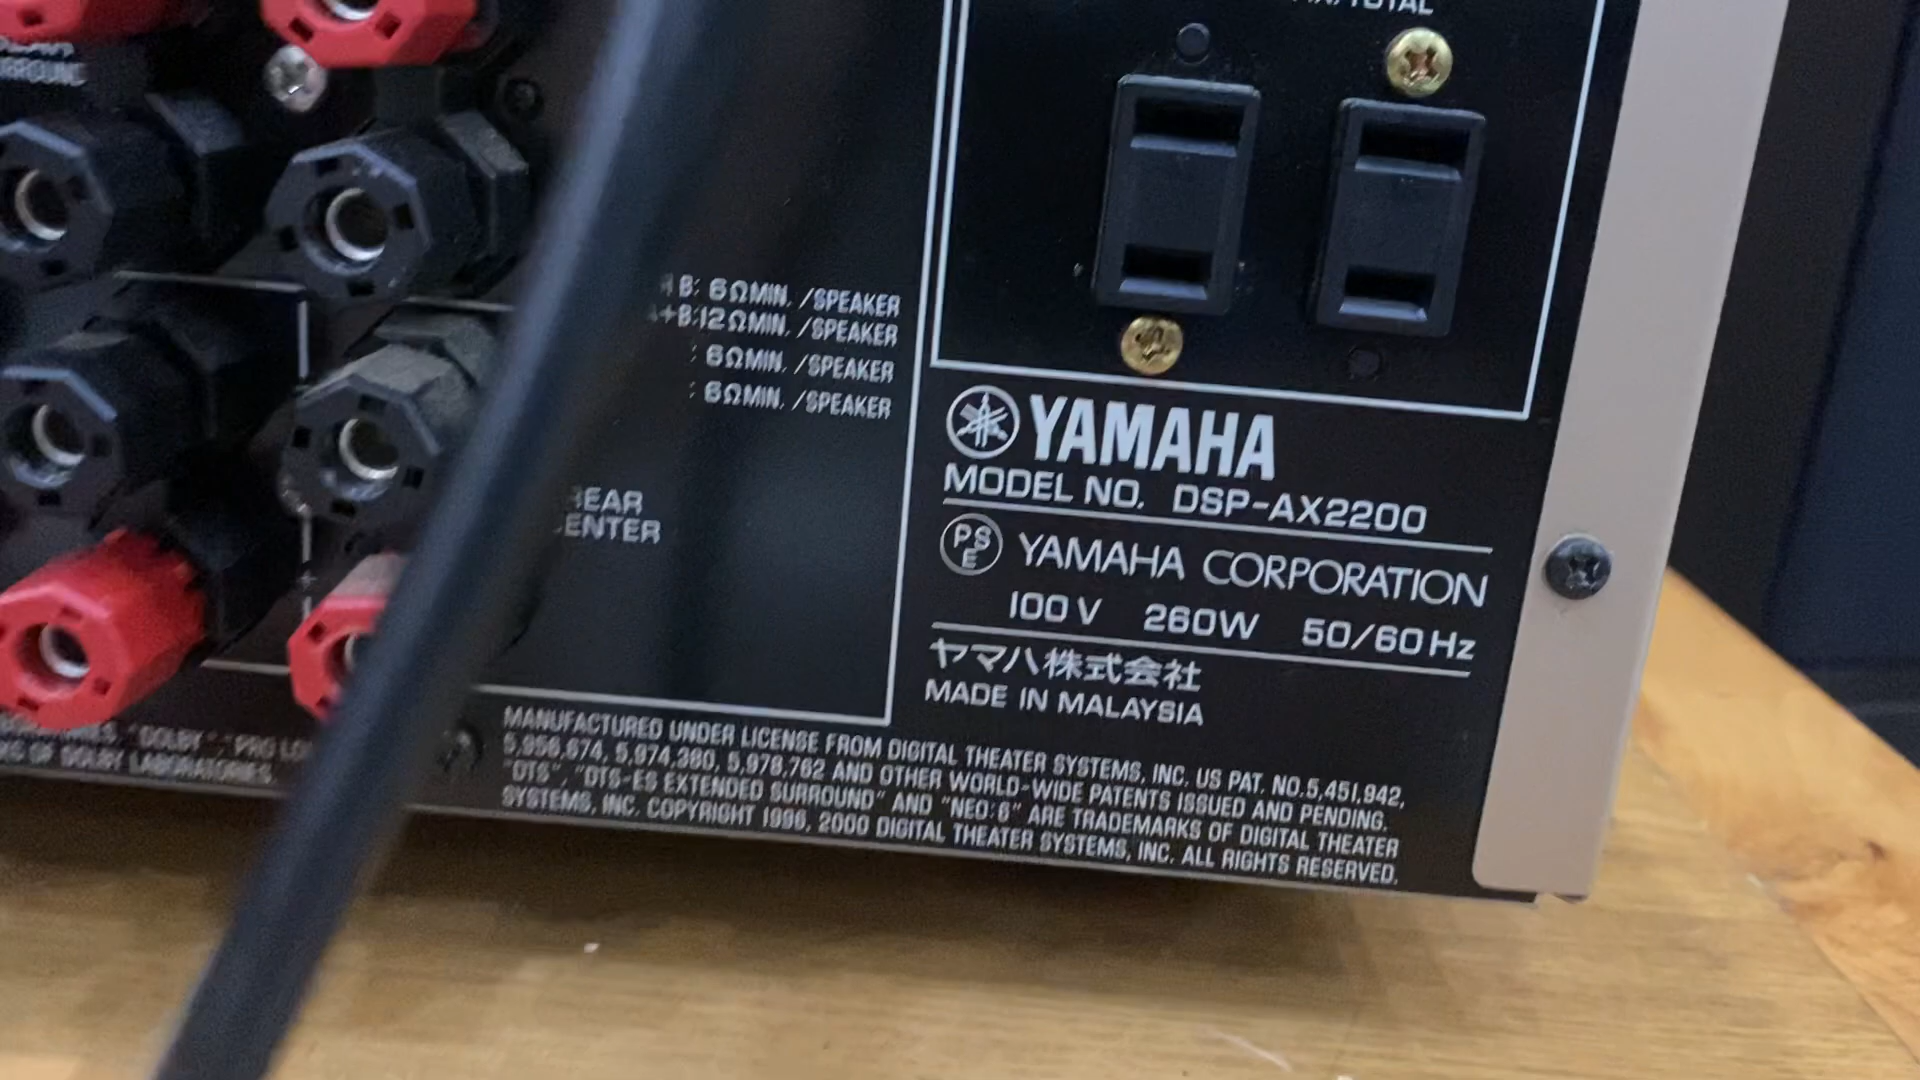 /TOTAL
B: 6ΩMIN. /SPEAKER
A+B:12ΩMIN. /SPEAKER
: 6ΩMIN. /SPEAKER
: 6ΩMIN. /SPEAKER
REAR
CENTER
YAMAHA
MODEL NO. DSP-AX2200
PSE YAMAHA CORPORATION
100V 260W 50/60Hz
ヤマハ株式会社
MADE IN MALAYSIA
"DOLBY" "PRO
OF DOLBY LABORATORIES.
MANUFACTURED UNDER LICENSE FROM DIGITAL THEATER SYSTEMS, INC. US PAT. NO.5,451,942,
5,956,674, 5,974,380, 5,978,762 AND OTHER WORLD-WIDE PATENTS ISSUED AND PENDING.
"DTS", "DTS-ES EXTENDED SURROUND" AND "NEO:6" ARE TRADEMARKS OF DIGITAL THEATER
SYSTEMS, INC. COPYRIGHT 1996, 2000 DIGITAL THEATER SYSTEMS, INC. ALL RIGHTS RESERVED.